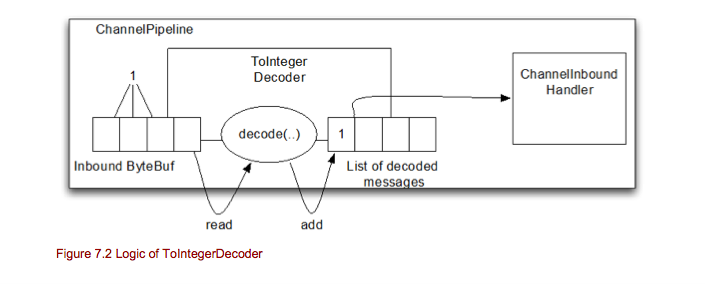 ChannelPipeline
1
ToInteger
Decoder
ChannelInbound
Handler
decode(..)
1
Inbound ByteBuf
List of decoded
messages
read
add
Figure 7.2 Logic of ToIntegerDecoder